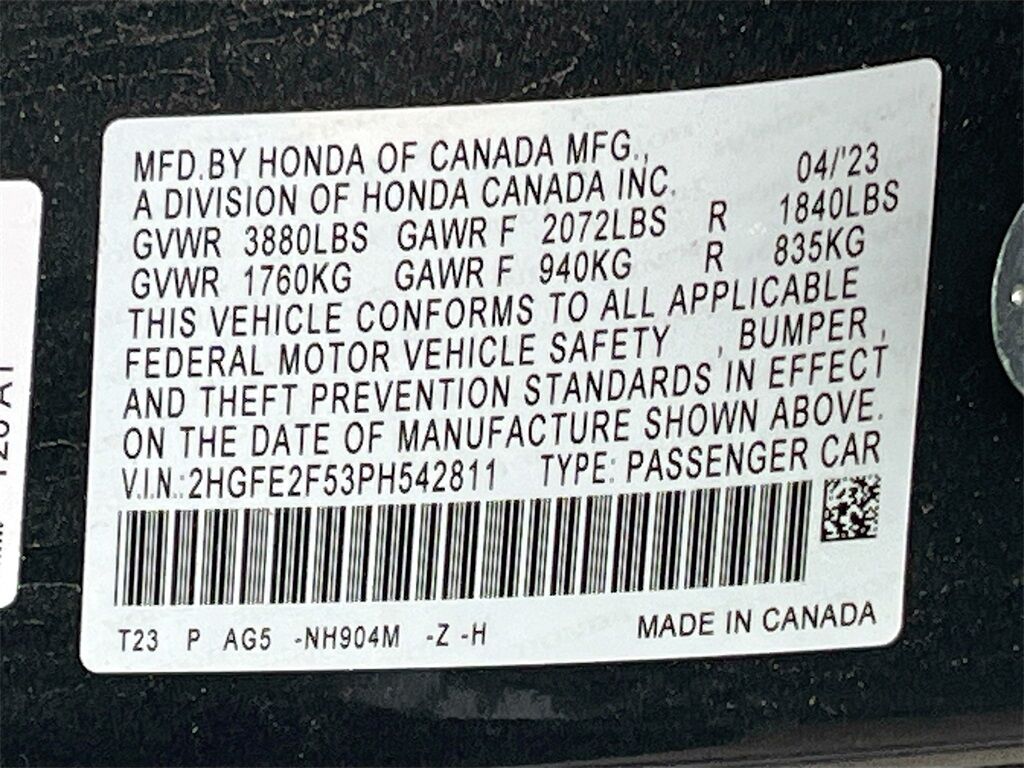 MFD.BY HONDA OF CANADA MFG.,
A DIVISION OF HONDA CANADA INC. 04/'23
GVWR 3880LBS GAWR F 2072LBS R 1840LBS
GVWR 1760KG GAWR F 940KG R 835KG
THIS VEHICLE CONFORMS TO ALL APPLICABLE
FEDERAL MOTOR VEHICLE SAFETY , BUMPER ,
AND THEFT PREVENTION STANDARDS IN EFFECT
ON THE DATE OF MANUFACTURE SHOWN ABOVE.
V.I.N.:2HGFE2F53PH542811 TYPE: PASSENGER CAR
T23 P AG5 -NH904M -Z -H MADE IN CANADA